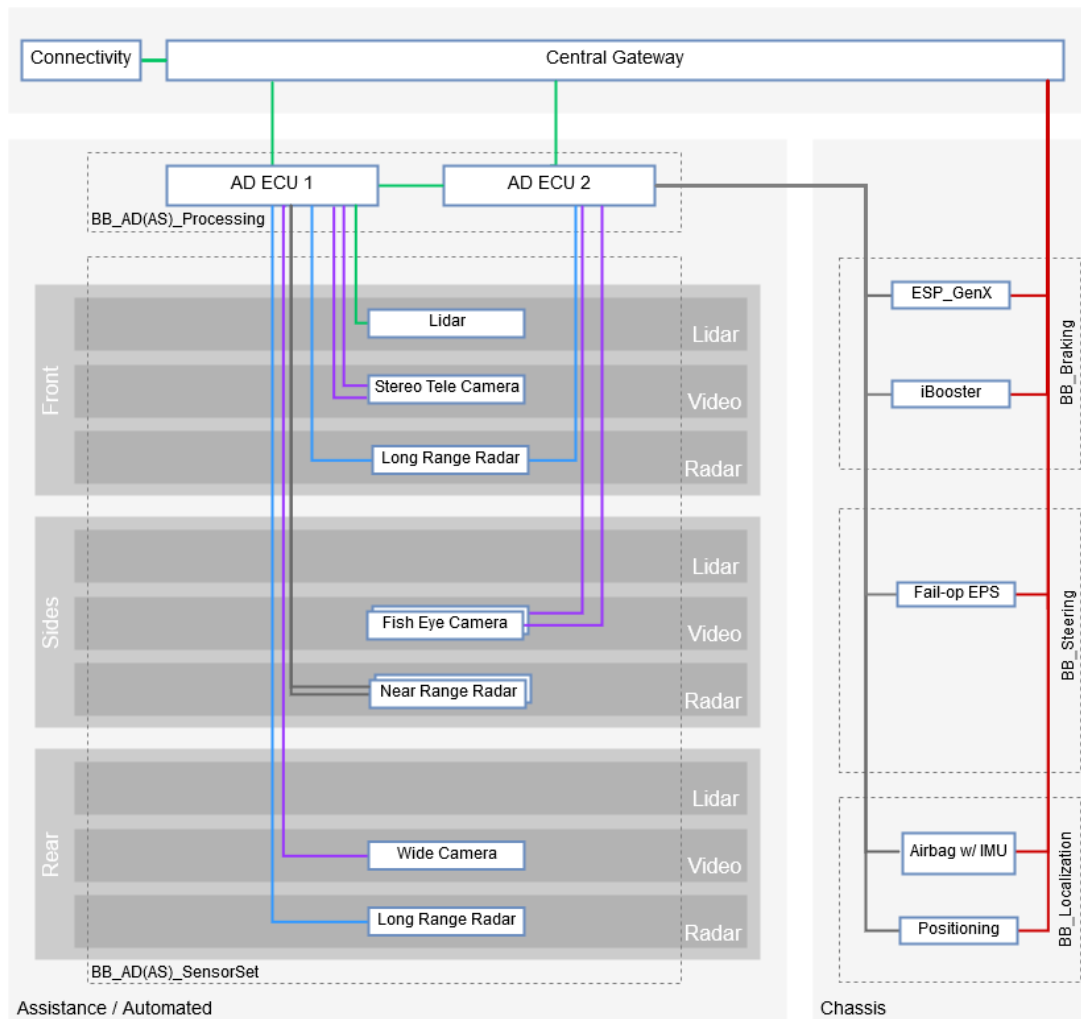 Connectivity
Central Gateway
AD ECU 1
AD ECU 2
BB_AD(AS)_Processing
ESP_GenX
iBooster
BB_Braking
Front
Lidar
Lidar
Stereo Tele Camera
Video
Long Range Radar
Radar
Sides
Lidar
Fish Eye Camera
Video
Near Range Radar
Radar
Fail-op EPS
BB_Steering
Rear
Lidar
Wide Camera
Video
Long Range Radar
Radar
Airbag w/ IMU
Positioning
BB_Localization
BB_AD(AS)_SensorSet
Assistance / Automated
Chassis